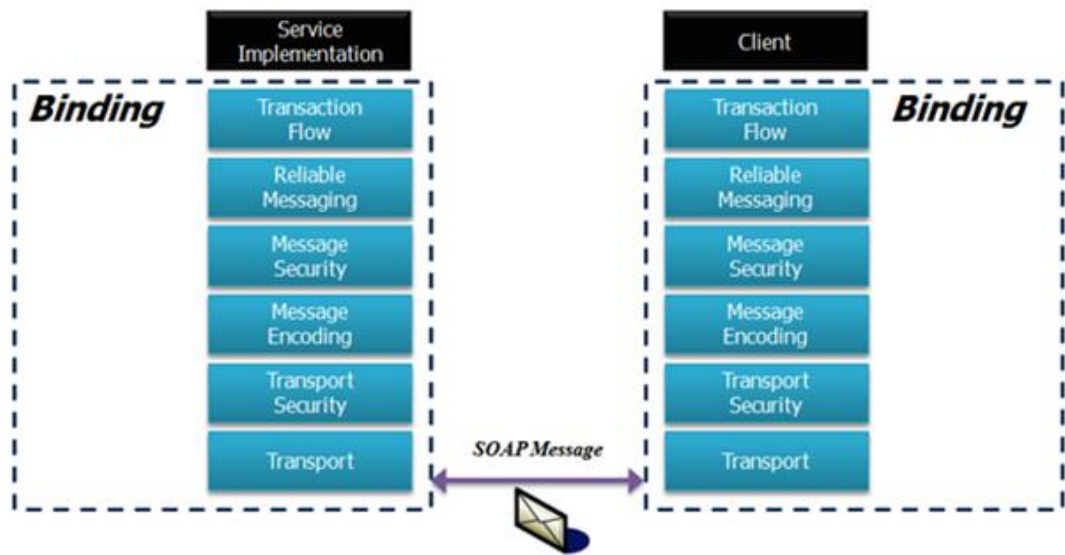 Service
Implementation
Client
Binding
Transaction
Flow
Reliable
Messaging
Message
Security
Message
Encoding
Transport
Security
Transport
SOAP Message
Transaction
Flow
Reliable
Messaging
Message
Security
Message
Encoding
Transport
Security
Transport
Binding